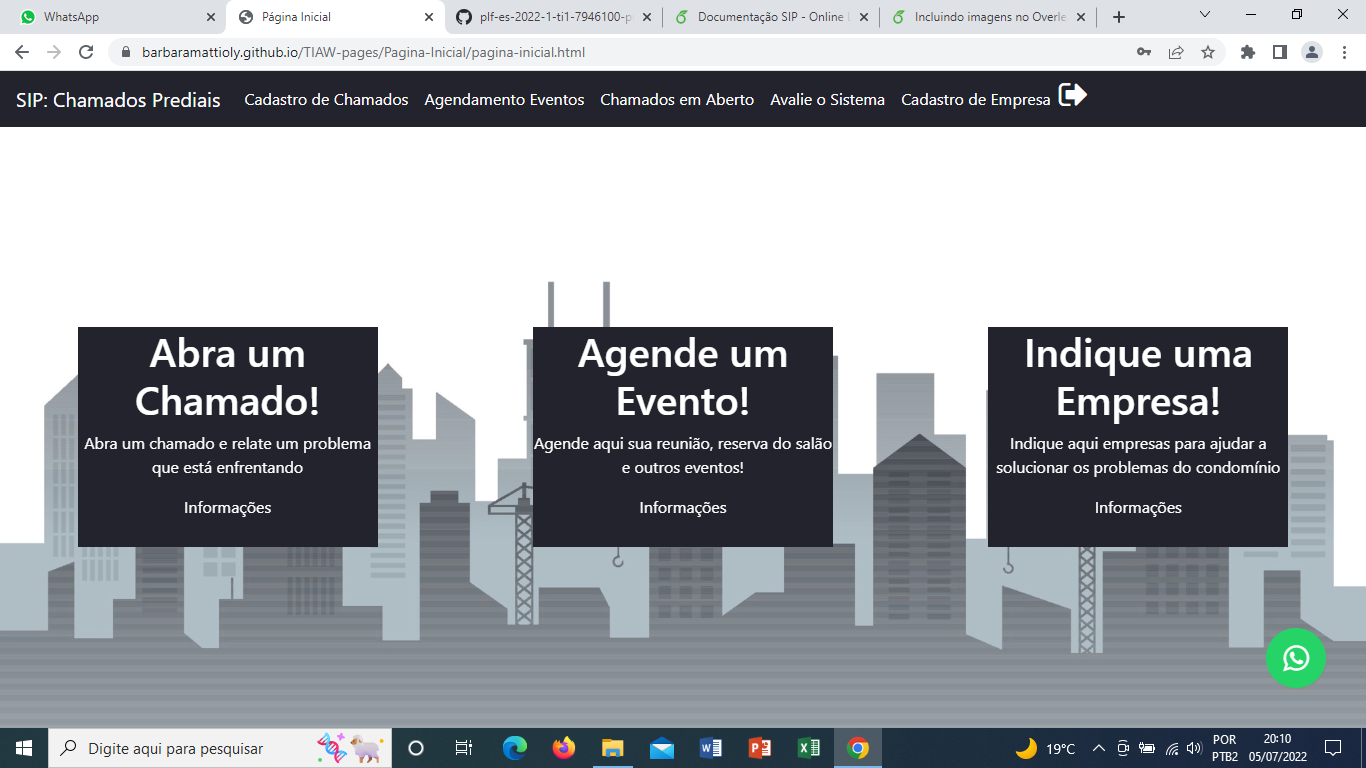 WhatsApp
Página Inicial
plf-es-2022-1-ti1-7946100-p
Documentação SIP - Online
Incluindo imagens no Overle
barbaramattioly.github.io/TIAW-pages/Pagina-Inicial/pagina-inicial.html
SIP: Chamados Prediais
Cadastro de Chamados
Agendamento Eventos
Chamados em Aberto
Avalie o Sistema
Cadastro de Empresa
Abra um
Chamado!
Abra um chamado e relate um problema
que está enfrentando
Informações
Agende um
Evento!
Agende aqui sua reunião, reserva do salão
e outros eventos!
Informações
Indique uma
Empresa!
Indique aqui empresas para ajudar a
solucionar os problemas do condomínio
Informações
Digite aqui para pesquisar
19°C
POR
PTB2
20:10
05/07/2022